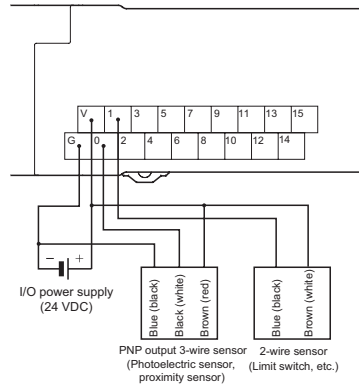 V 1 3 5 7 9 11 13 15
G 0 2 4 6 8 10 12 14
− +
I/O power supply
(24 VDC)
Blue (black)
Black (white)
Brown (red)
Blue (black)
Brown (white)
PNP output 3-wire sensor
(Photoelectric sensor,
proximity sensor)
2-wire sensor
(Limit switch, etc.)